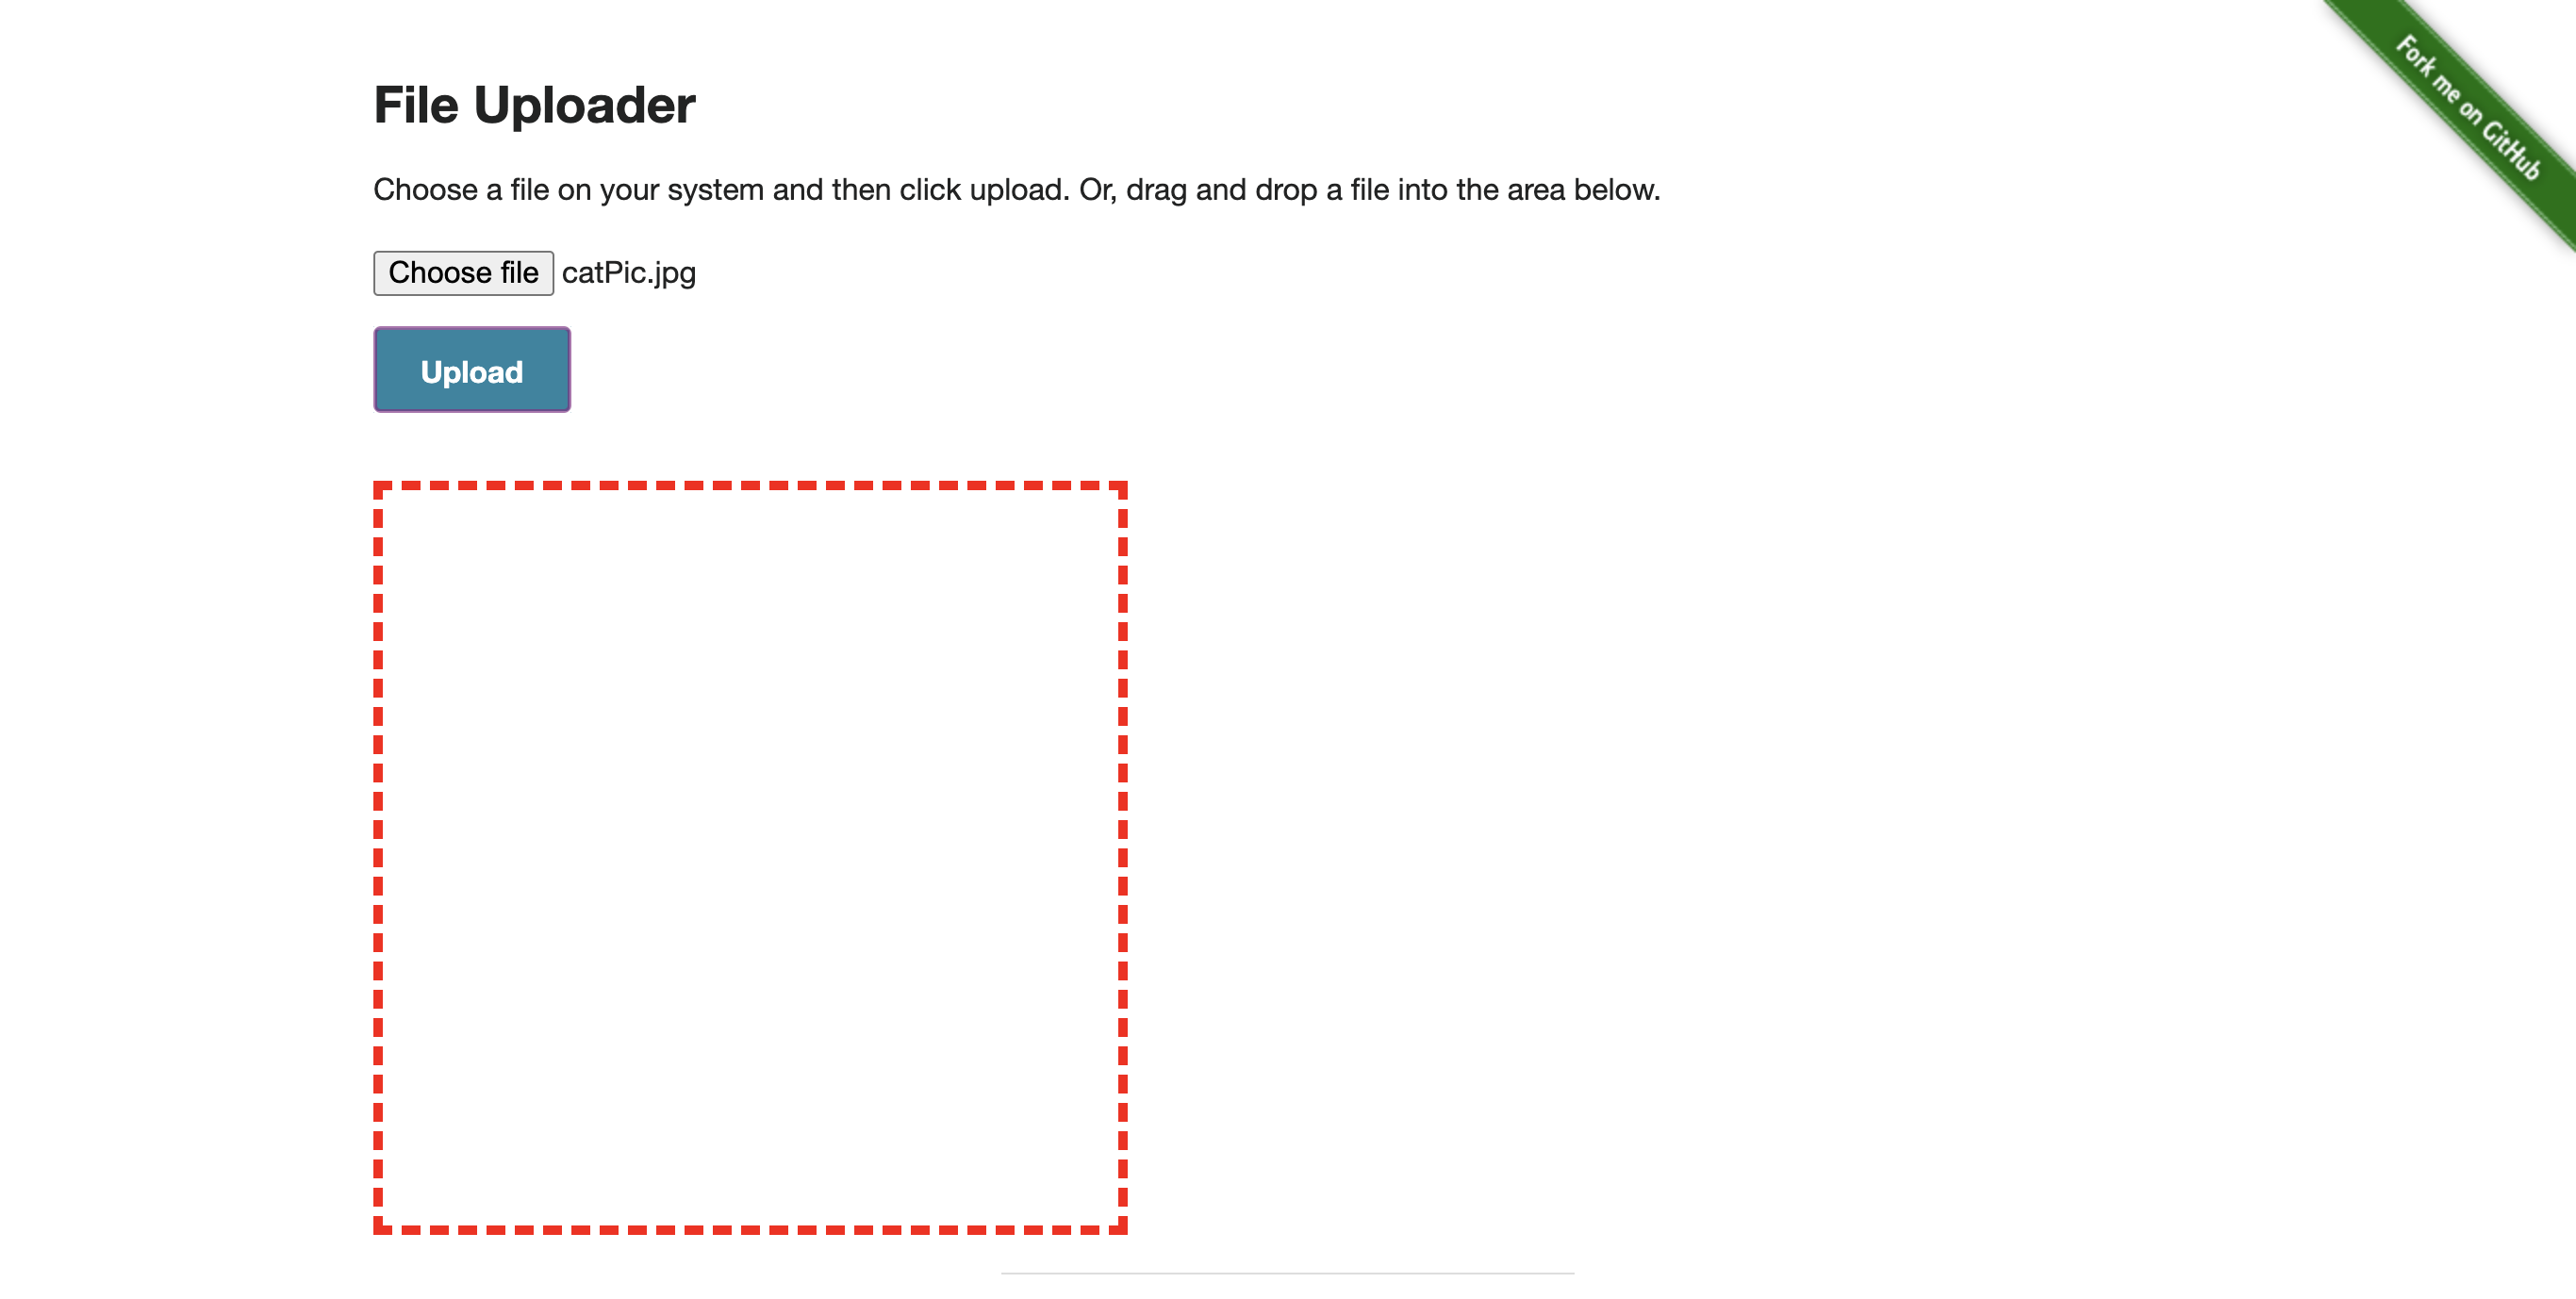 File Uploader
Choose a file on your system and then click upload. Or, drag and drop a file into the area below.
Choose file catPic.jpg
Upload
Fork me on GitHub